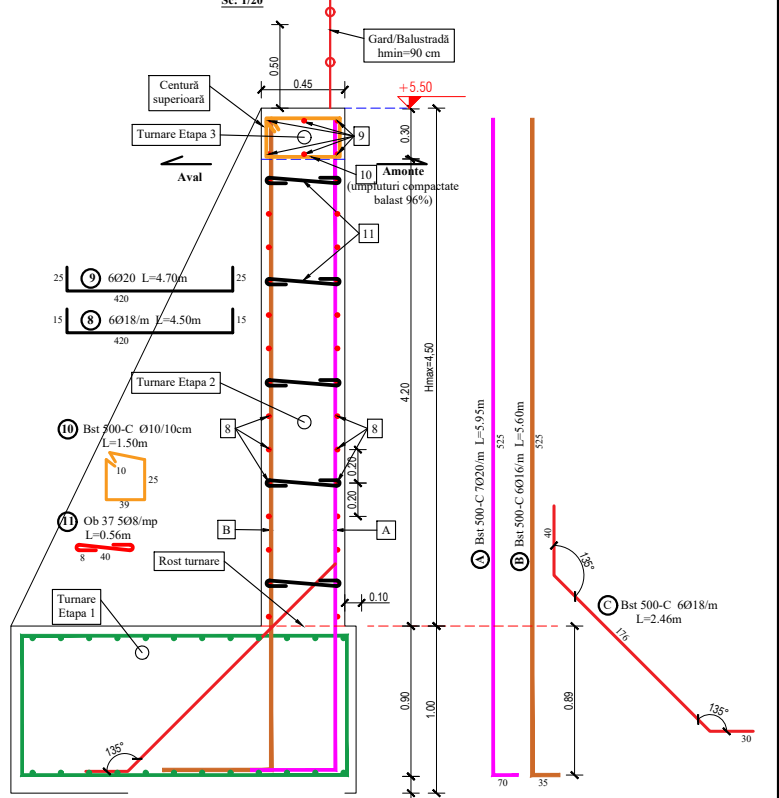 Sc. 1/20
Gard/Balustradă
hmin=90 cm
0.50
0.45
+5.50
Centură
superioară
Turnare Etapa 3
9
0.30
10
Aval
Amonte
(umpluturi compactate
balast 96%)
11
25
9
6Ø20 L=4.70m
25
420
15
8
6Ø18/m L=4.50m
15
420
4.20
Hmax=4,50
Turnare Etapa 2
10
Bst 500-C Ø10/10cm
L=1.50m
10
25
39
8
8
0.20
0.20
11
Ob 37 5Ø8/mp
L=0.56m
8
40
B
A
Rost turnare
0.10
A
Bst 500-C 7Ø20/m L=5.95m
525
B
Bst 500-C 6Ø16/m L=5.60m
525
40
135°
C
Bst 500-C 6Ø18/m
L=2.46m
176
135°
30
Turnare
Etapa 1
135°
0.90
1.00
0.89
70
35